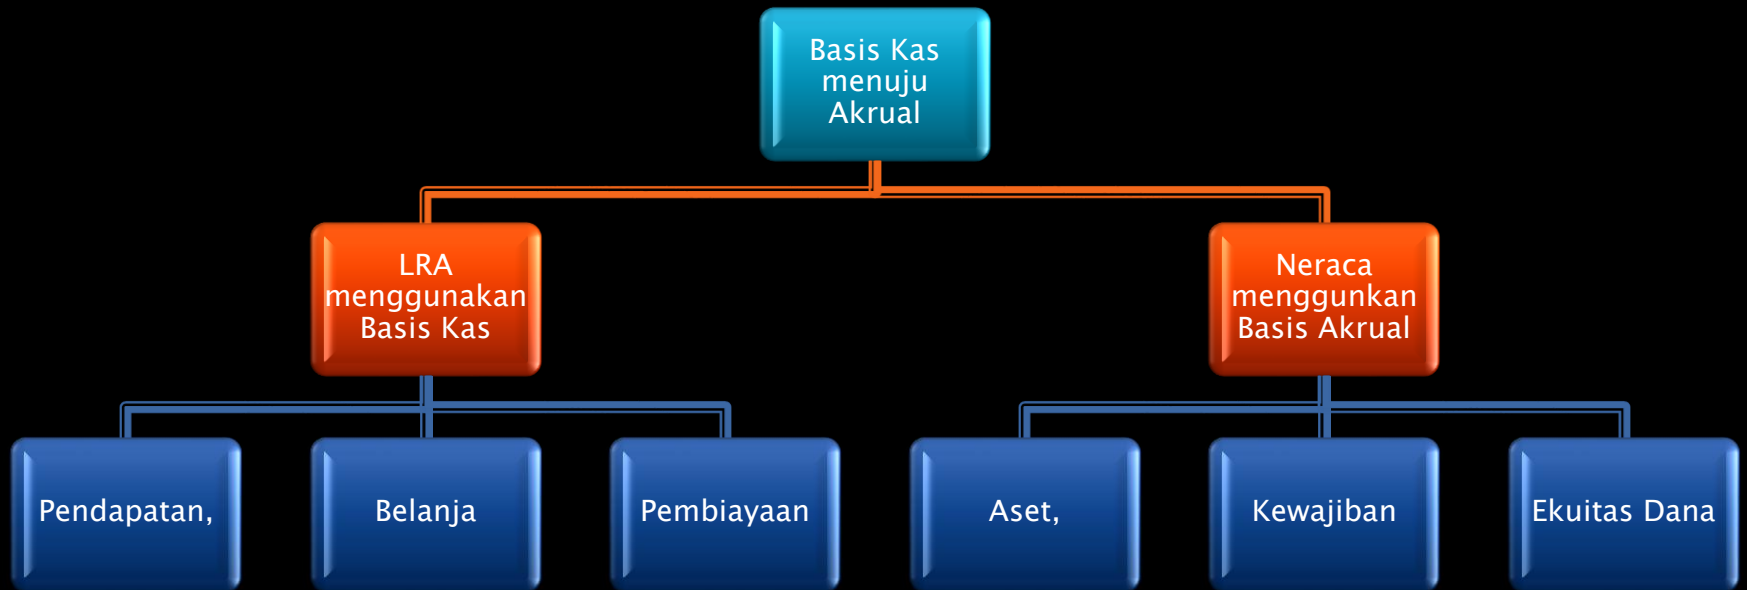 Basis Kas
menuju
Akrual
LRA
menggunakan
Basis Kas
Neraca
menggunkan
Basis Akrual
Pendapatan,
Belanja
Pembiayaan
Aset,
Kewajiban
Ekuitas Dana